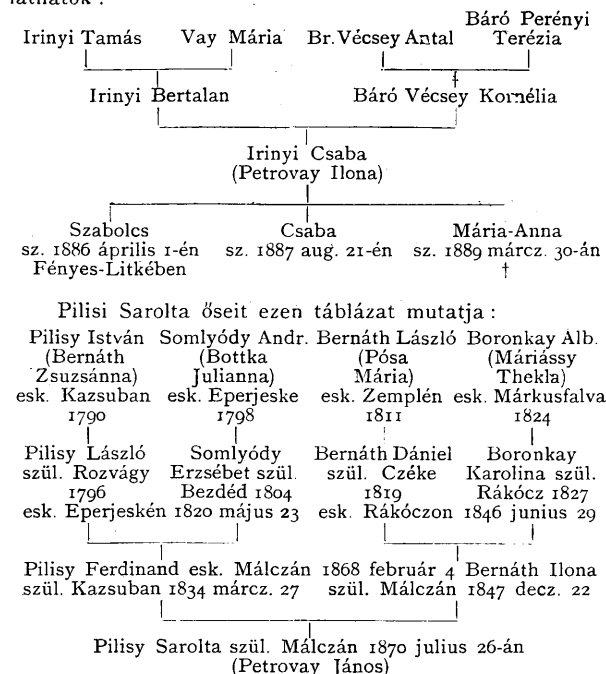 láthatók :
Báró Perényi
Irinyi Tamás Vay Mária Br. Vécsey Antal Terézia
†
Irinyi Bertalan Báró Vécsey Kornélia
Irinyi Csaba
(Petrovay Ilona)
Szabolcs Csaba Mária-Anna
sz. 1886 április 1-én sz. 1887 aug. 21-én sz. 1889 márcz. 30-án
Fényes-Litkében †
Pilisi Sarolta őseit ezen táblázat mutatja :
Pilisy István Somlyódy Andr. Bernáth László Boronkay Alb.
(Bernáth (Bottka (Pósa (Máriássy
Zsuzsánna) Julianna) Mária) Thekla)
esk. Kazsuban esk. Eperjeske esk. Zemplén esk. Márkusfalva
1790 1798 1811 1824
Pilisy László Somlyódy Bernáth Dániel Boronkay
szül. Rozvágy Erzsébet szül. szül. Czéke Karolina szül.
1796 Bezdéd 1804 1819 Rákócz 1827
esk. Eperjeskén 1820 május 23 esk. Rákóczon 1846 junius 29
Pilisy Ferdinand esk. Málczán 1868 február 4 Bernáth Ilona
szül. Kazsuban 1834 márcz. 27 szül. Málczán 1847 decz. 22
Pilisy Sarolta szül. Málczán 1870 julius 26-án
(Petrovay János)